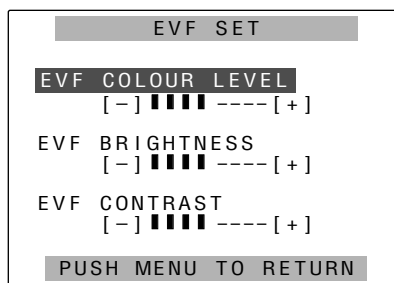 EVF SET
EVF COLOUR LEVEL
[−]▮▮▮▮----[+]
EVF BRIGHTNESS
[−]▮▮▮▮----[+]
EVF CONTRAST
[−]▮▮▮▮----[+]
PUSH MENU TO RETURN